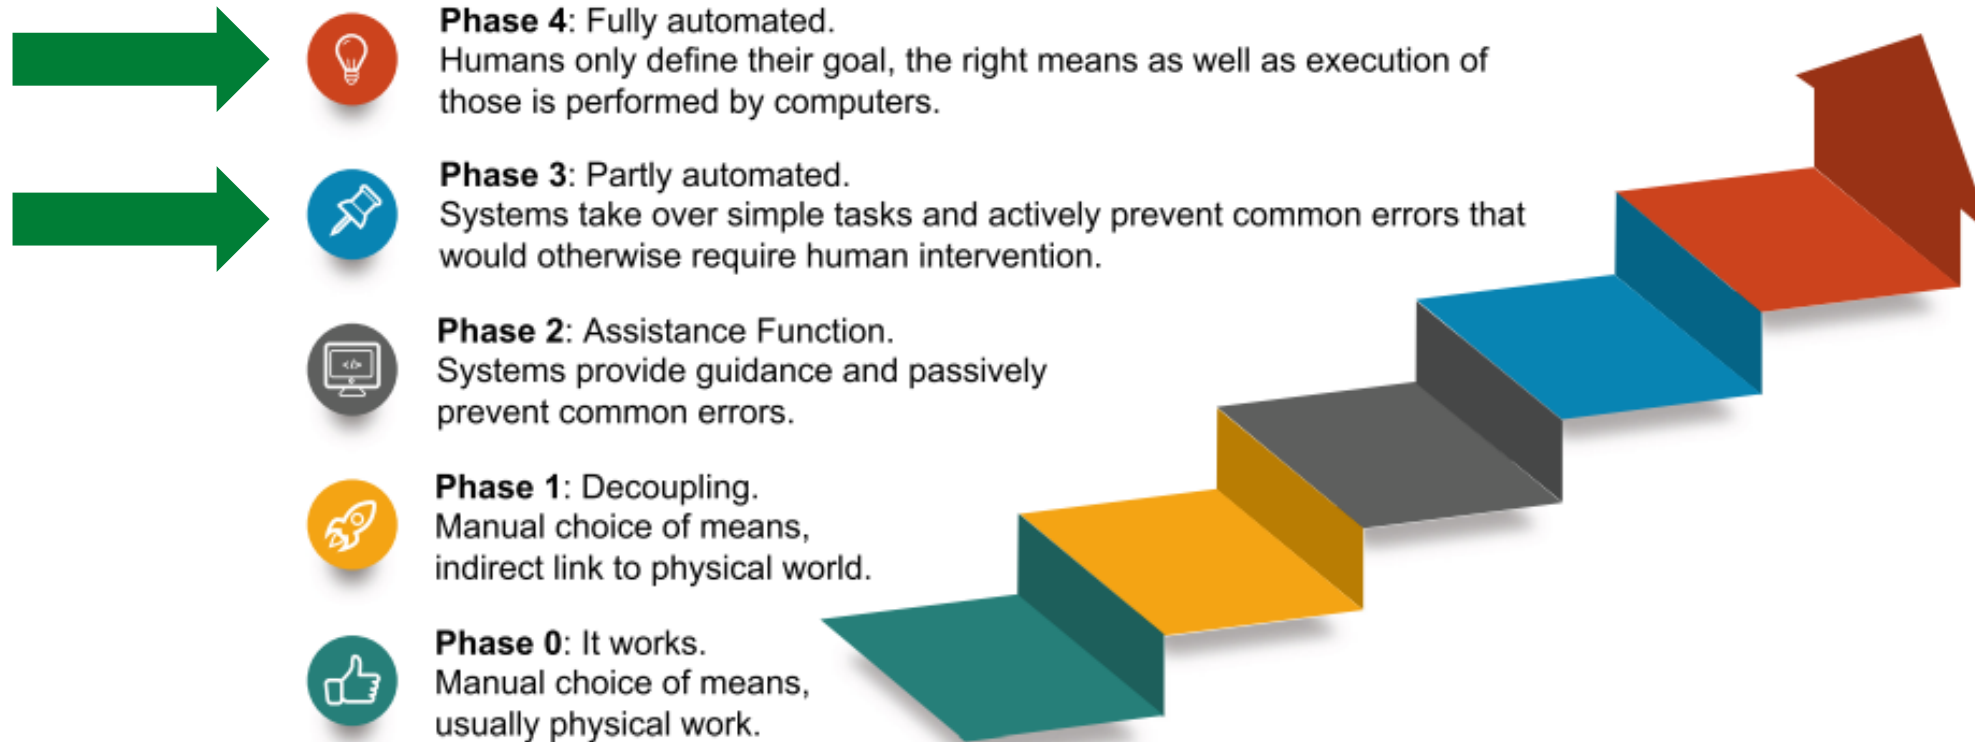 Phase 4: Fully automated.
Humans only define their goal, the right means as well as execution of
those is performed by computers.
Phase 3: Partly automated.
Systems take over simple tasks and actively prevent common errors that
would otherwise require human intervention.
Phase 2: Assistance Function.
Systems provide guidance and passively
prevent common errors.
</>
Phase 1: Decoupling.
Manual choice of means,
indirect link to physical world.
Phase 0: It works.
Manual choice of means,
usually physical work.